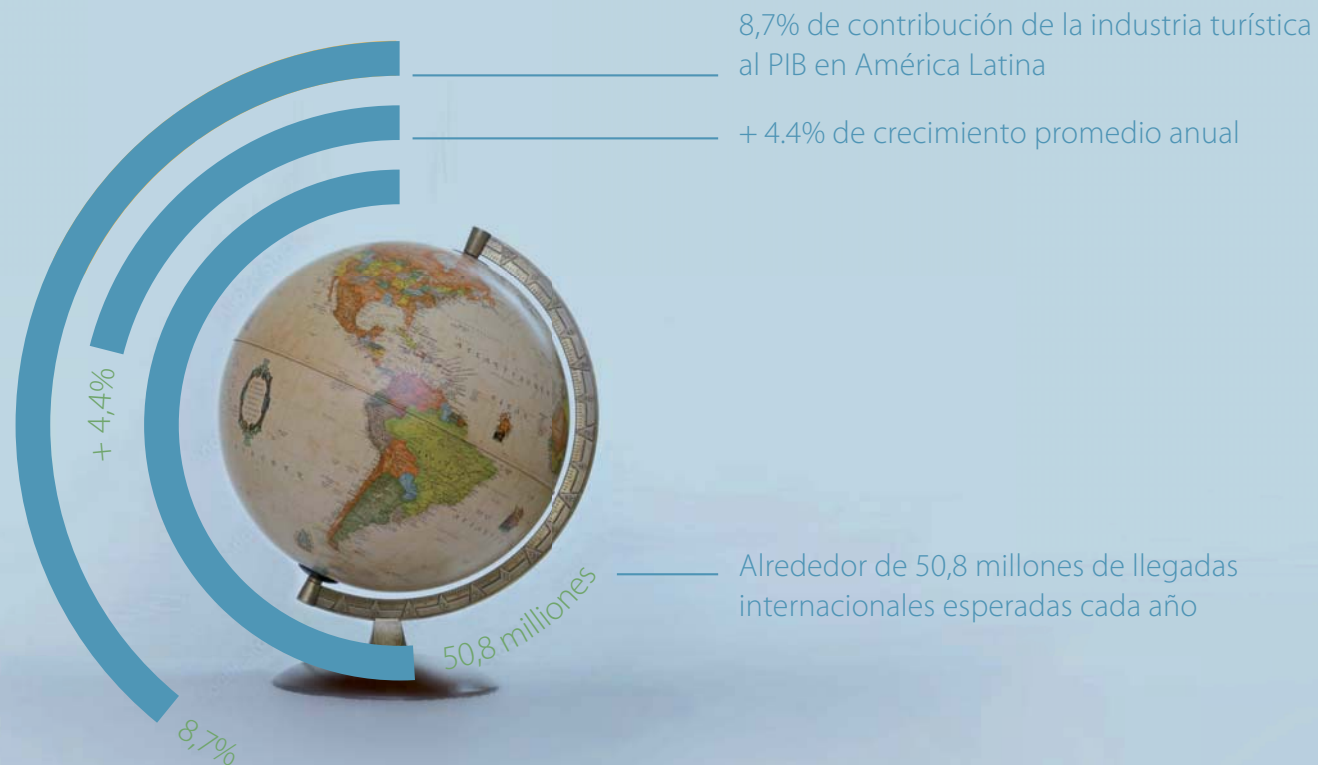 8,7% de contribución de la industria turística
al PIB en América Latina
+ 4.4% de crecimiento promedio anual
+ 4,4%
Alrededor de 50,8 millones de llegadas
internacionales esperadas cada año
50,8 milliones
8,7%